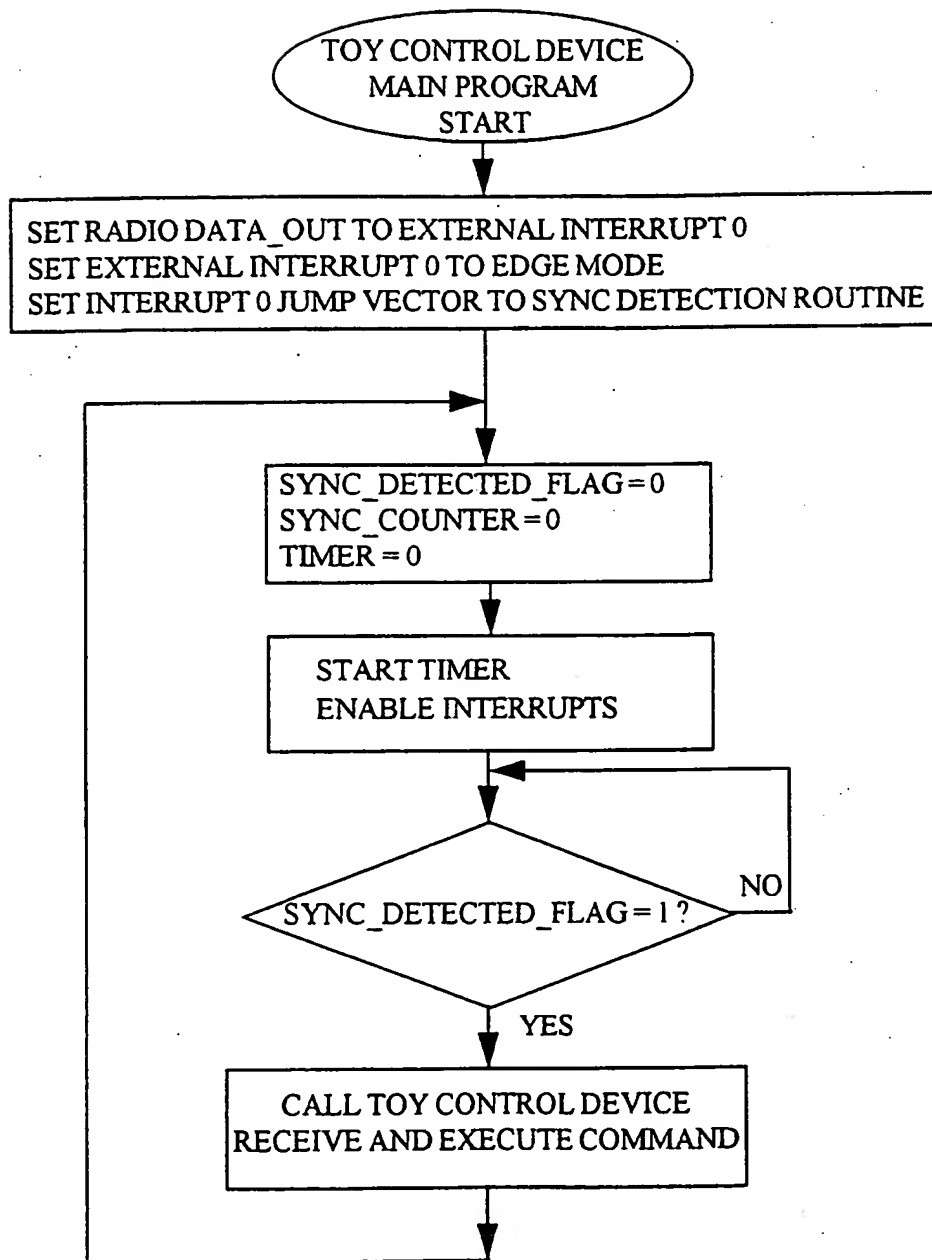 TOY CONTROL DEVICE
MAIN PROGRAM
START
SET RADIO DATA_OUT TO EXTERNAL INTERRUPT 0
SET EXTERNAL INTERRUPT 0 TO EDGE MODE
SET INTERRUPT 0 JUMP VECTOR TO SYNC DETECTION ROUTINE
SYNC_DETECTED_FLAG = 0
SYNC_COUNTER = 0
TIMER = 0
START TIMER
ENABLE INTERRUPTS
SYNC_DETECTED_FLAG = 1 ?
NO
YES
CALL TOY CONTROL DEVICE
RECEIVE AND EXECUTE COMMAND